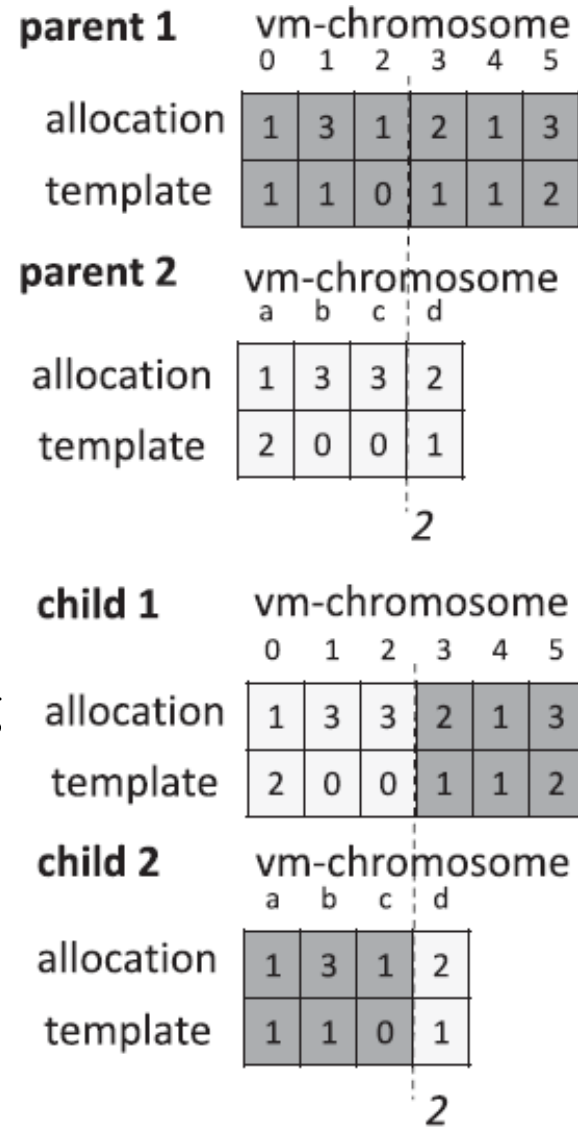 parent 1 vm-chromosome
0 1 2 3 4 5
allocation 1 3 1 2 1 3
template 1 1 0 1 1 2
parent 2 vm-chromosome
a b c d
allocation 1 3 3 2
template 2 0 0 1
2
child 1 vm-chromosome
0 1 2 3 4 5
allocation 1 3 3 2 1 3
template 2 0 0 1 1 2
child 2 vm-chromosome
a b c d
allocation 1 3 1 2
template 1 1 0 1
2